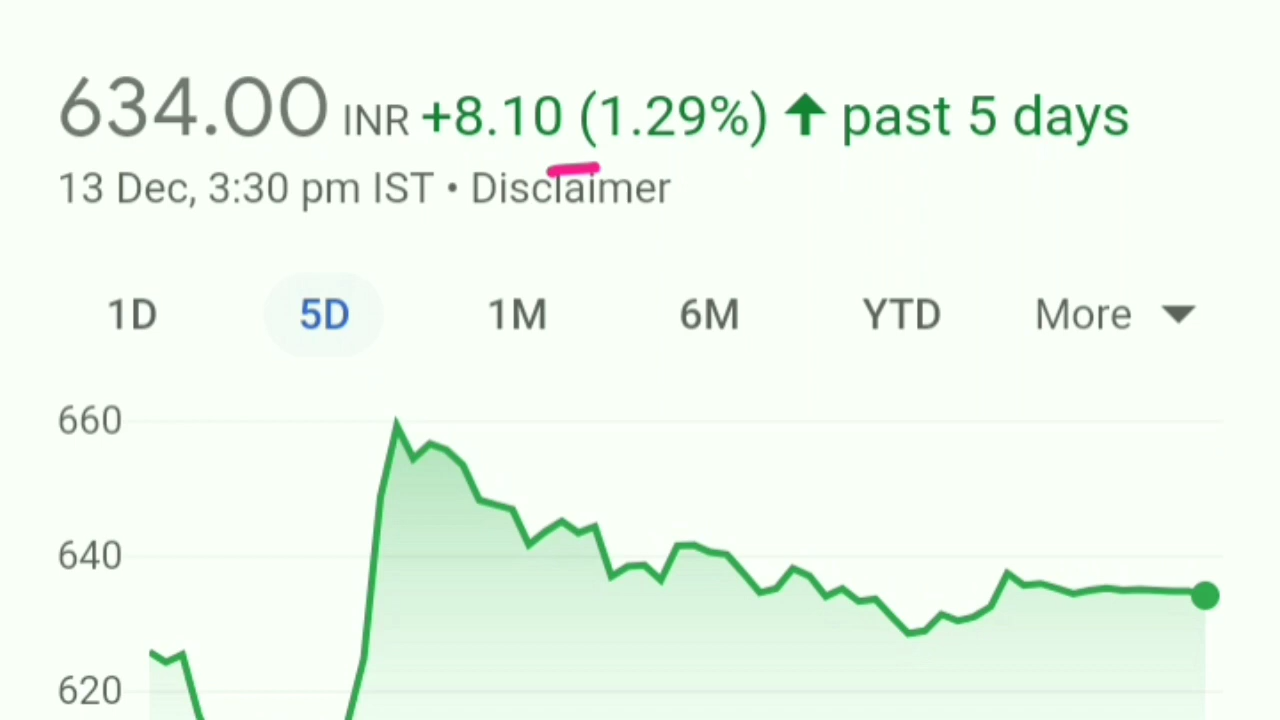 634.00 INR +8.10 (1.29%) ↑ past 5 days
13 Dec, 3:30 pm IST • Disclaimer
1D 5D 1M 6M YTD More
660
640
620